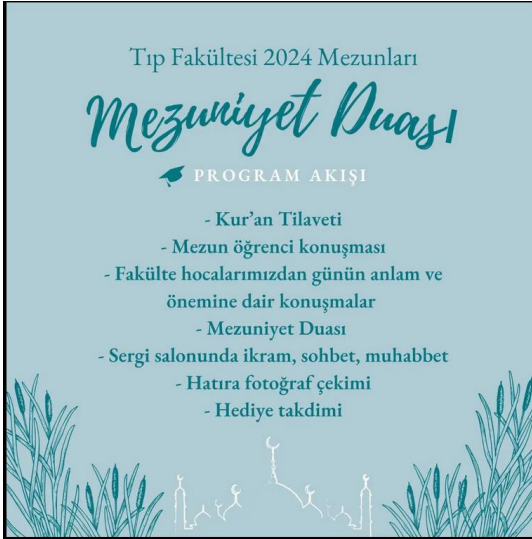 Tıp Fakültesi 2024 Mezunları
Mezuniyet Duası
PROGRAM AKIŞI
- Kur’an Tilaveti
- Mezun öğrenci konuşması
- Fakülte hocalarımızdan günün anlam ve
önemine dair konuşmalar
- Mezuniyet Duası
- Sergi salonunda ikram, sohbet, muhabbet
- Hatıra fotoğraf çekimi
- Hediye takdimi